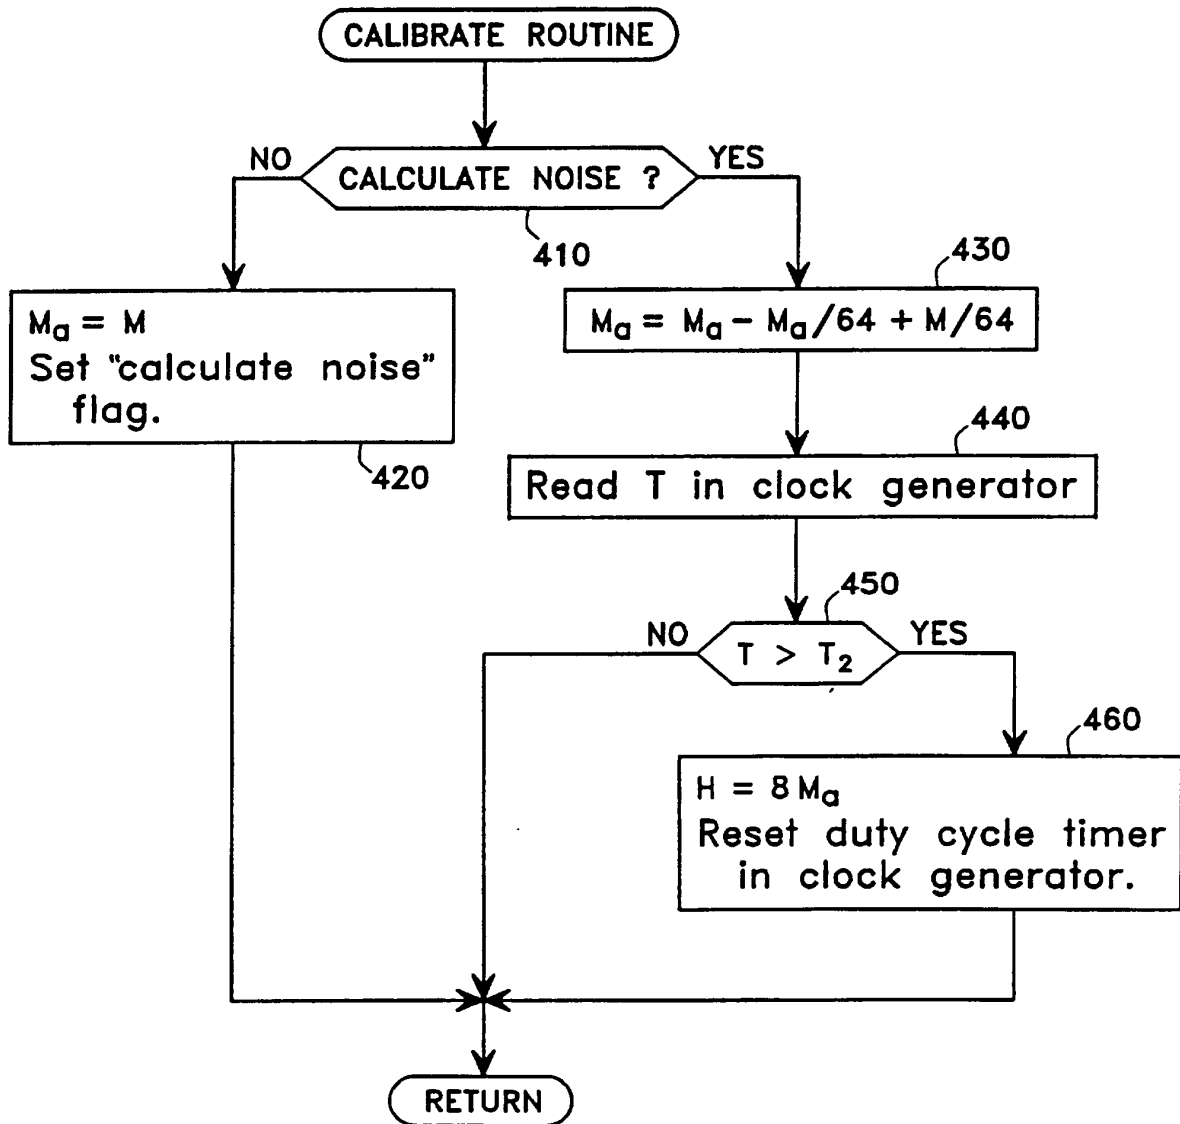 CALIBRATE ROUTINE
NO
CALCULATE NOISE ?
YES
410
430
Mₐ = M
Set "calculate noise"
flag.
420
Mₐ = Mₐ - Mₐ/64 + M/64
440
Read T in clock generator
450
NO
T > T₂
YES
460
H = 8 Mₐ
Reset duty cycle timer
in clock generator.
RETURN